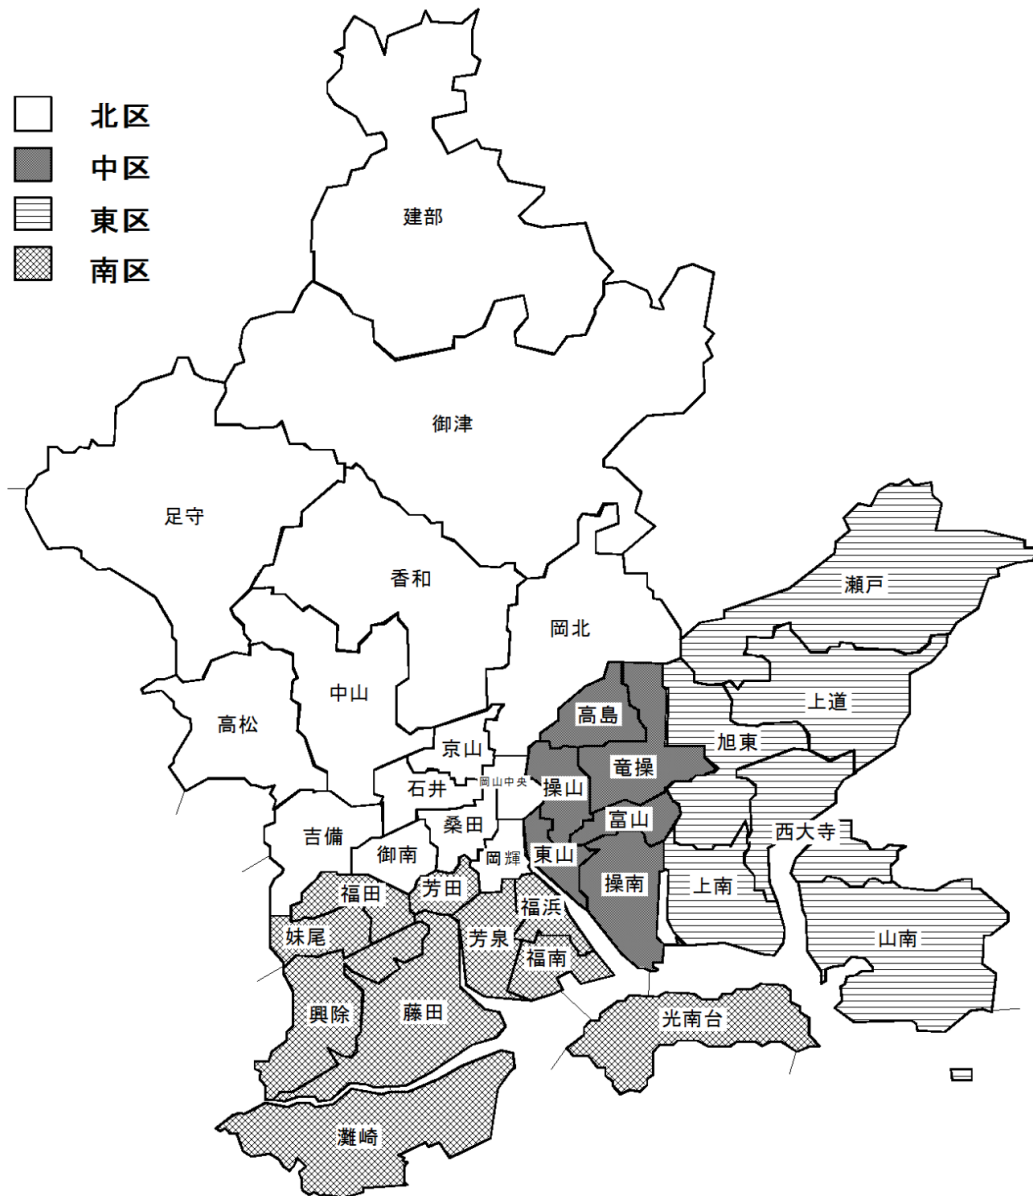 北区
中区
東区
南区
建部
御津
足守
香和
瀬戸
岡北
中山
上道
高島
高松
旭東
京山
竜操
岡山中央
石井
操山
富山
桑田
西大寺
吉備
御南
岡輝
東山
操南
上南
福田
芳田
福浜
妹尾
芳泉
山南
福南
興除
藤田
光南台
灘崎